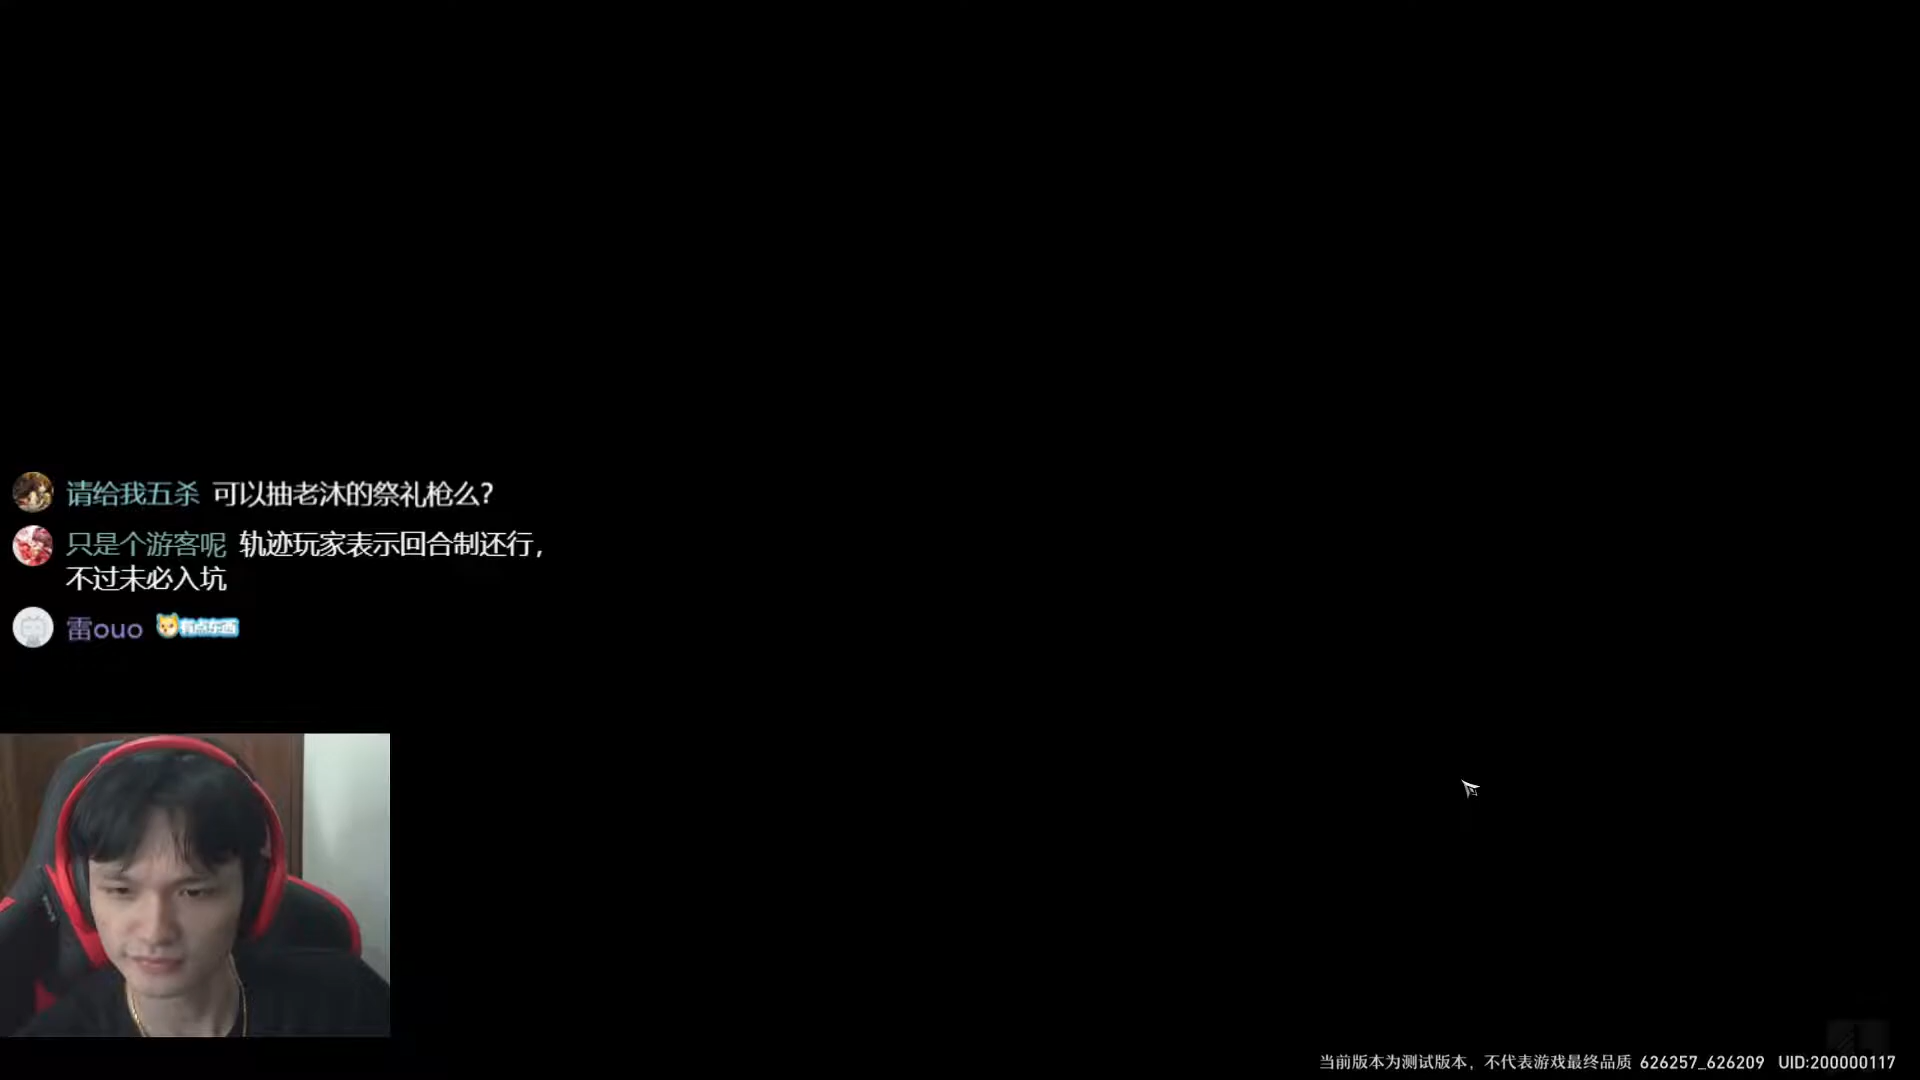 请给我五杀 可以抽老沐的祭礼枪么？
只是个游客呢 轨迹玩家表示回合制还行，
不过未必入坑
雷ouo 有点东西
当前版本为测试版本，不代表游戏最终品质 626257_626209 UID:200000117